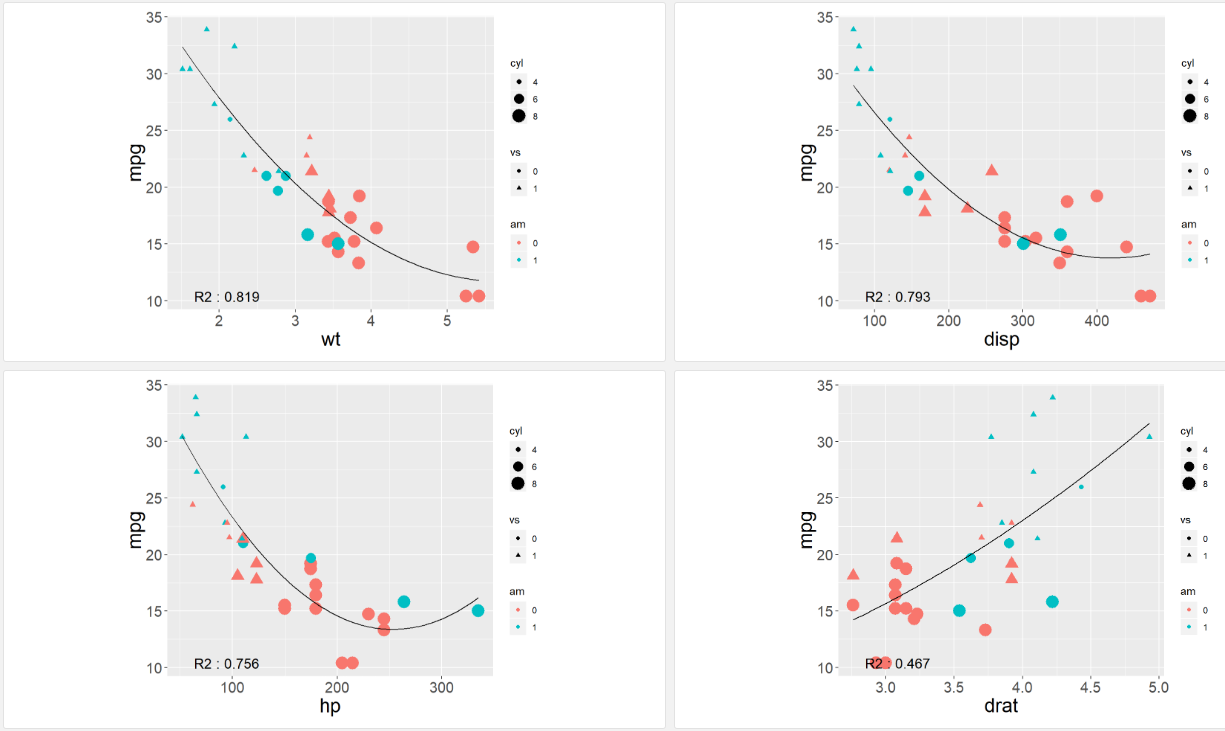 35
30
25
20
15
10
mpg
R2 : 0.819
2 3 4 5
wt
cyl
4
6
8
vs
0
1
am
0
1
35
30
25
20
15
10
mpg
R2 : 0.793
100 200 300 400
disp
cyl
4
6
8
vs
0
1
am
0
1
35
30
25
20
15
10
mpg
R2 : 0.756
100 200 300
hp
cyl
4
6
8
vs
0
1
am
0
1
35
30
25
20
15
10
mpg
R2 : 0.467
3.0 3.5 4.0 4.5 5.0
drat
cyl
4
6
8
vs
0
1
am
0
1